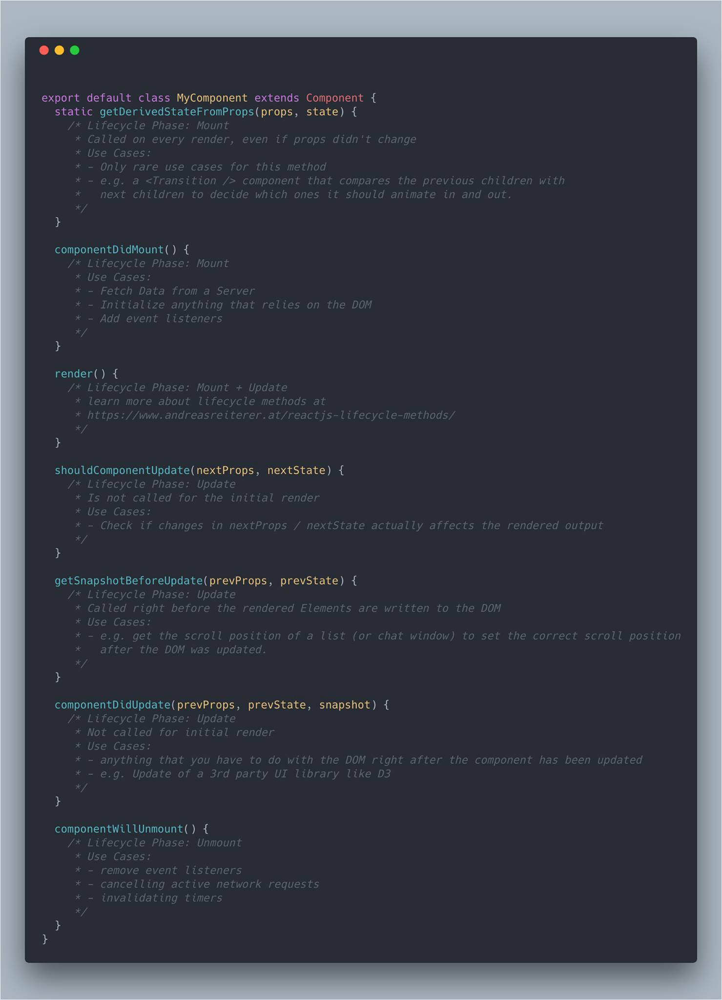 export default class MyComponent extends Component {
  static getDerivedStateFromProps(props, state) {
    /* Lifecycle Phase: Mount
     * Called on every render, even if props didn't change
     * Use Cases:
     * - Only rare use cases for this method
     * - e.g. a <Transition /> component that compares the previous children with
     *   next children to decide which ones it should animate in and out.
     */
  }

  componentDidMount() {
    /* Lifecycle Phase: Mount
     * Use Cases:
     * - Fetch Data from a Server
     * - Initialize anything that relies on the DOM
     * - Add event listeners
     */
  }

  render() {
    /* Lifecycle Phase: Mount + Update
     * learn more about lifecycle methods at
     * https://www.andreasreiterer.at/reactjs-lifecycle-methods/
     */
  }

  shouldComponentUpdate(nextProps, nextState) {
    /* Lifecycle Phase: Update
     * Is not called for the initial render
     * Use Cases:
     * - Check if changes in nextProps / nextState actually affects the rendered output
     */
  }

  getSnapshotBeforeUpdate(prevProps, prevState) {
    /* Lifecycle Phase: Update
     * Called right before the rendered Elements are written to the DOM
     * Use Cases:
     * - e.g. get the scroll position of a list (or chat window) to set the correct scroll position
     *   after the DOM was updated.
     */
  }

  componentDidUpdate(prevProps, prevState, snapshot) {
    /* Lifecycle Phase: Update
     * Not called for initial render
     * Use Cases:
     * - anything that you have to do with the DOM right after the component has been updated
     * - e.g. Update of a 3rd party UI library like D3
     */
  }

  componentWillUnmount() {
    /* Lifecycle Phase: Unmount
     * Use Cases:
     * - remove event listeners
     * - cancelling active network requests
     * - invalidating timers
     */
  }
}